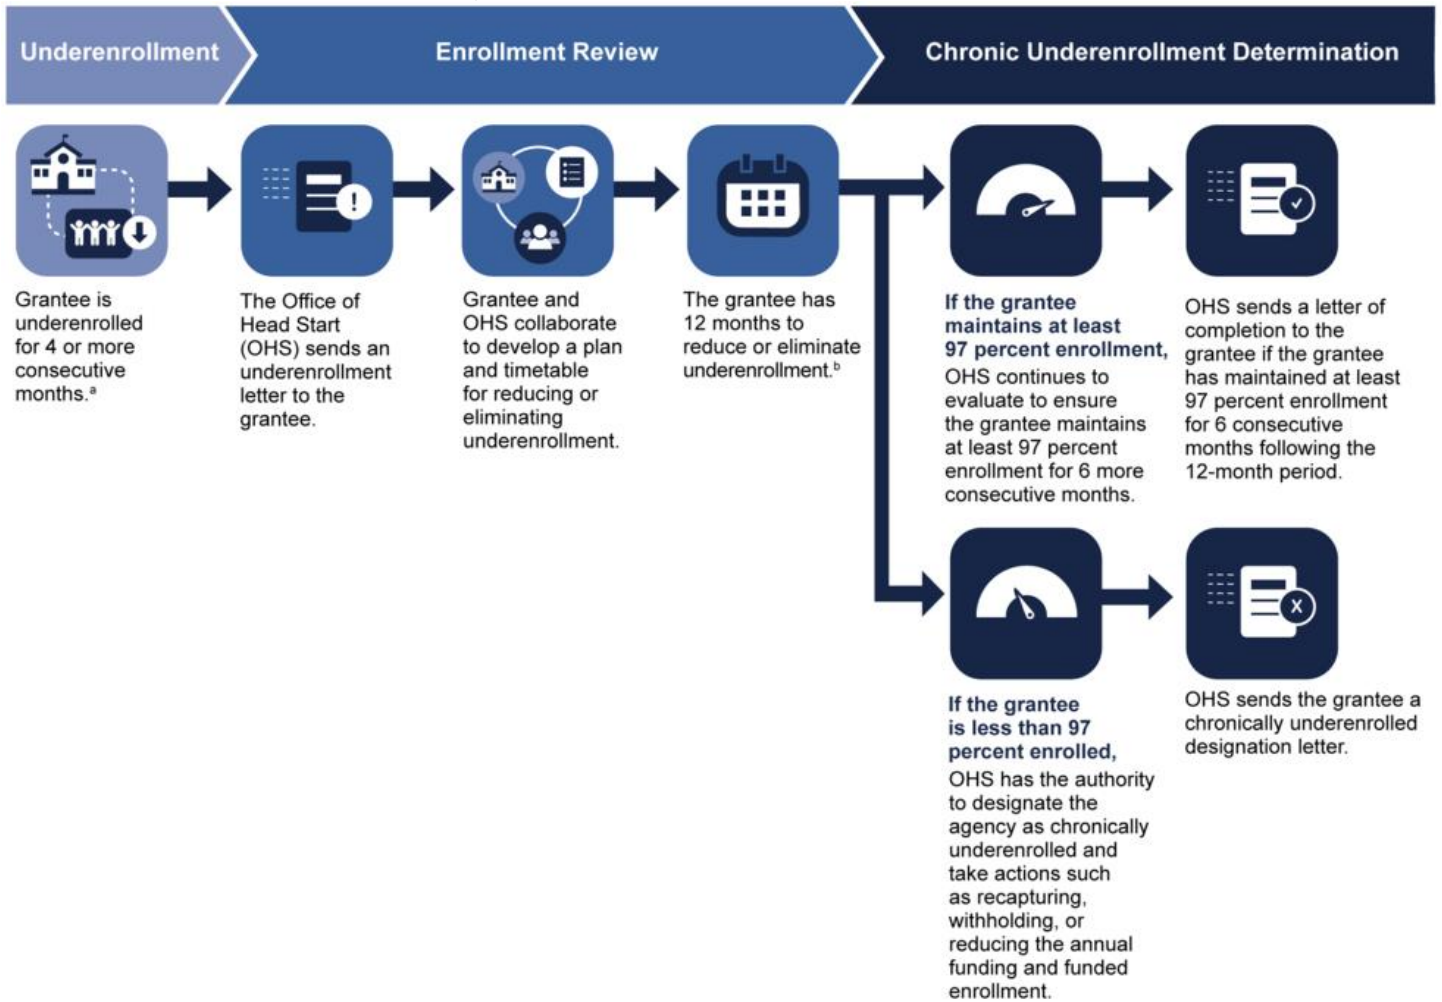 Underenrollment
Enrollment Review
Chronic Underenrollment Determination
!
Grantee is
underenrolled
for 4 or more
consecutive
months.ᵃ
The Office of
Head Start
(OHS) sends an
underenrollment
letter to the
grantee.
Grantee and
OHS collaborate
to develop a plan
and timetable
for reducing or
eliminating
underenrollment.
The grantee has
12 months to
reduce or eliminate
underenrollment.ᵇ
If the grantee
maintains at least
97 percent enrollment,
OHS continues to
evaluate to ensure
the grantee maintains
at least 97 percent
enrollment for 6 more
consecutive months.
OHS sends a letter of
completion to the
grantee if the grantee
has maintained at least
97 percent enrollment
for 6 consecutive
months following the
12-month period.
X
If the grantee
is less than 97
percent enrolled,
OHS has the authority
to designate the
agency as chronically
underenrolled and
take actions such
as recapturing,
withholding, or
reducing the annual
funding and funded
enrollment.
OHS sends the grantee a
chronically underenrolled
designation letter.